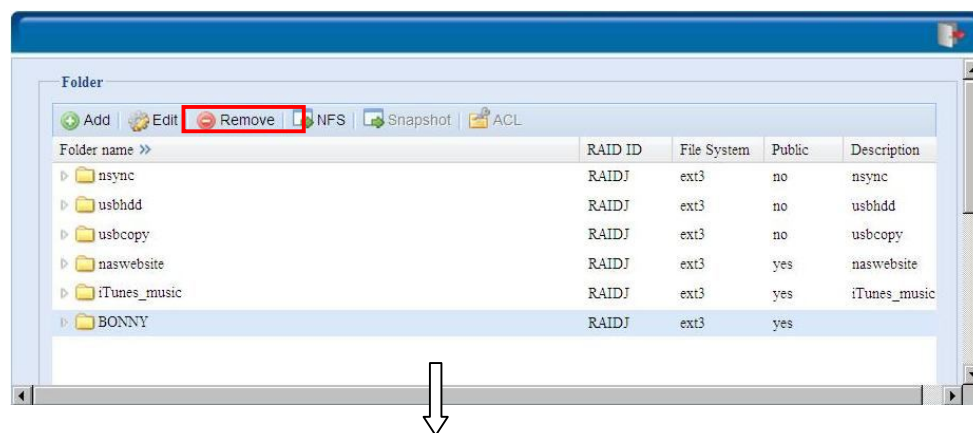 Folder
Add Edit Remove NFS Snapshot ACL
Folder name >> RAID ID File System Public Description
nsync RAIDJ ext3 no nsync
usbhdd RAIDJ ext3 no usbhdd
usbcopy RAIDJ ext3 no usbcopy
naswebsite RAIDJ ext3 yes naswebsite
iTunes_music RAIDJ ext3 yes iTunes_music
BONNY RAIDJ ext3 yes